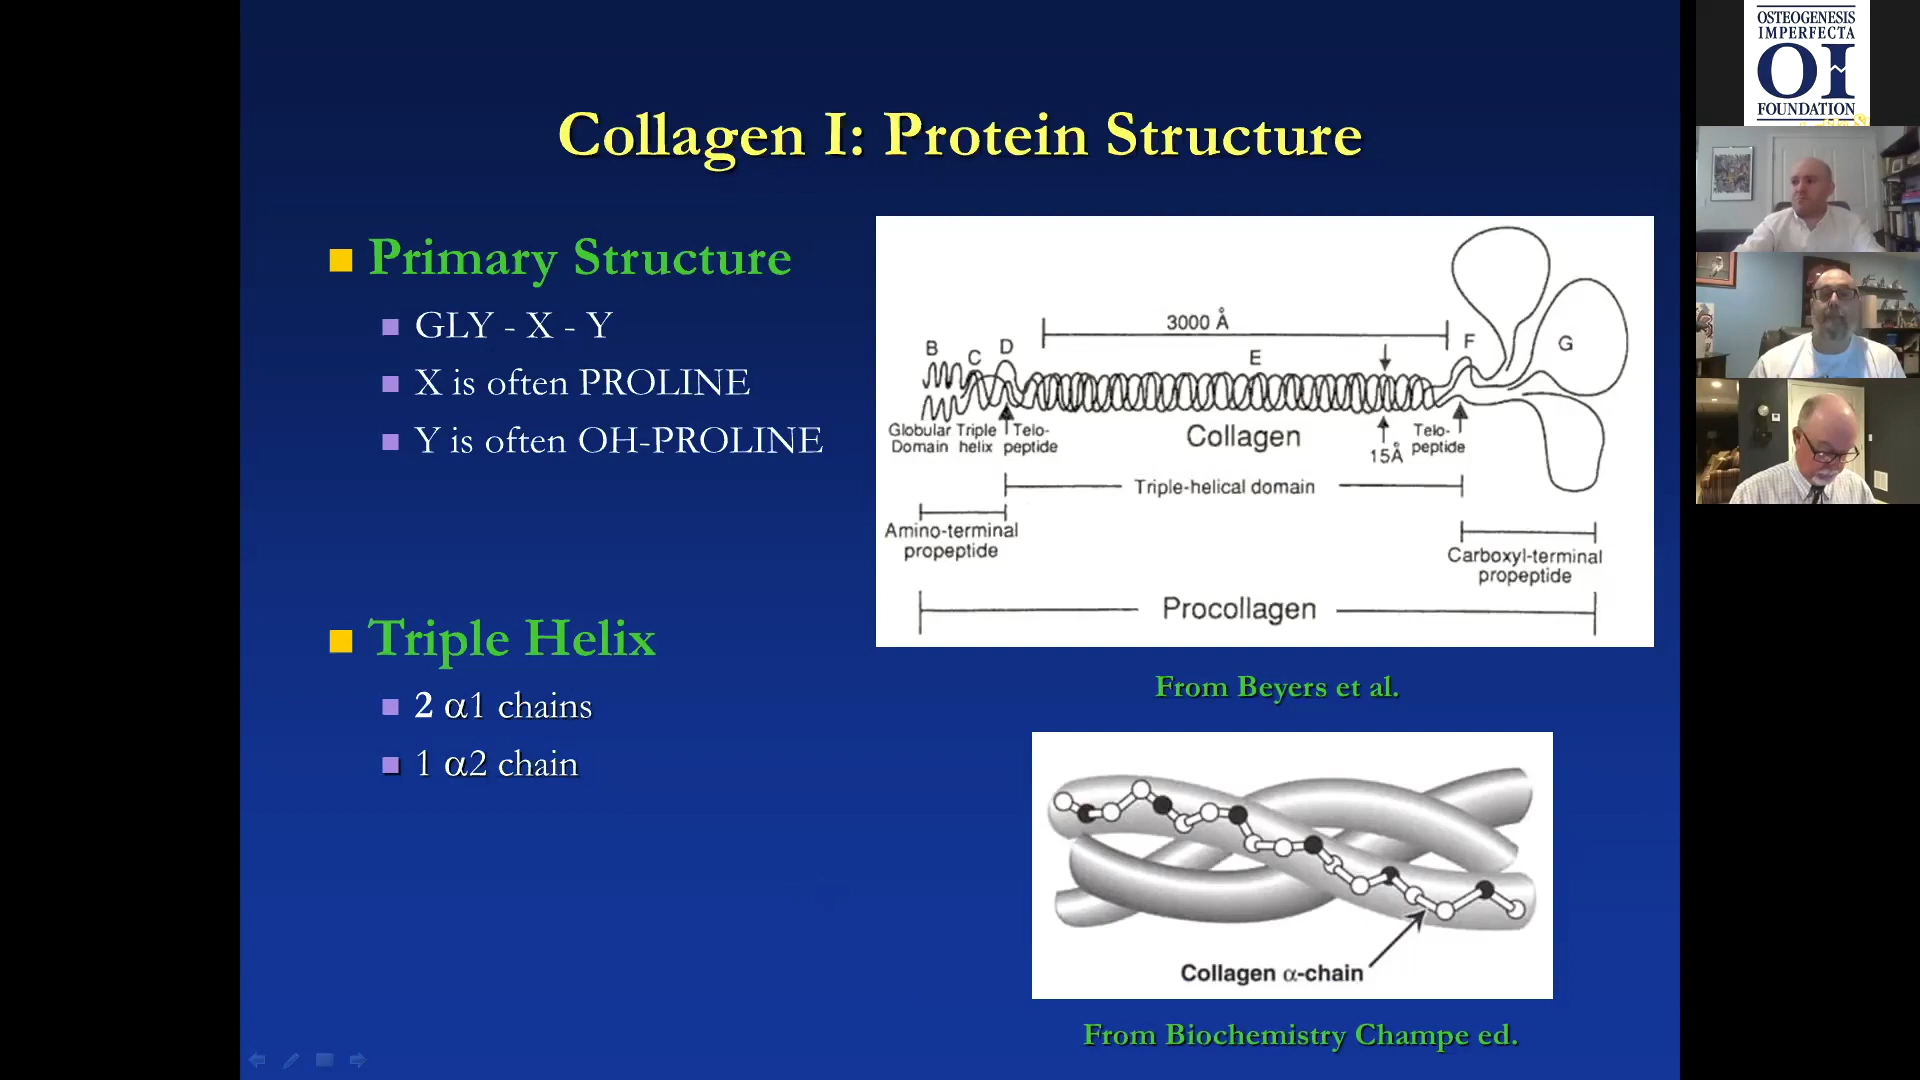 Collagen I: Protein Structure
Primary Structure
GLY - X - Y
X is often PROLINE
Y is often OH-PROLINE
Triple Helix
2 α1 chains
1 α2 chain
3000 Å
B
C
D
E
F
G
Globular Triple Telo-
Domain helix peptide
Collagen
15Å
Telo-
peptide
Triple-helical domain
Amino-terminal
propeptide
Carboxyl-terminal
propeptide
Procollagen
From Beyers et al.
Collagen α-chain
From Biochemistry Champe ed.
OSTEOGENESIS
IMPERFECTA
OI
FOUNDATION